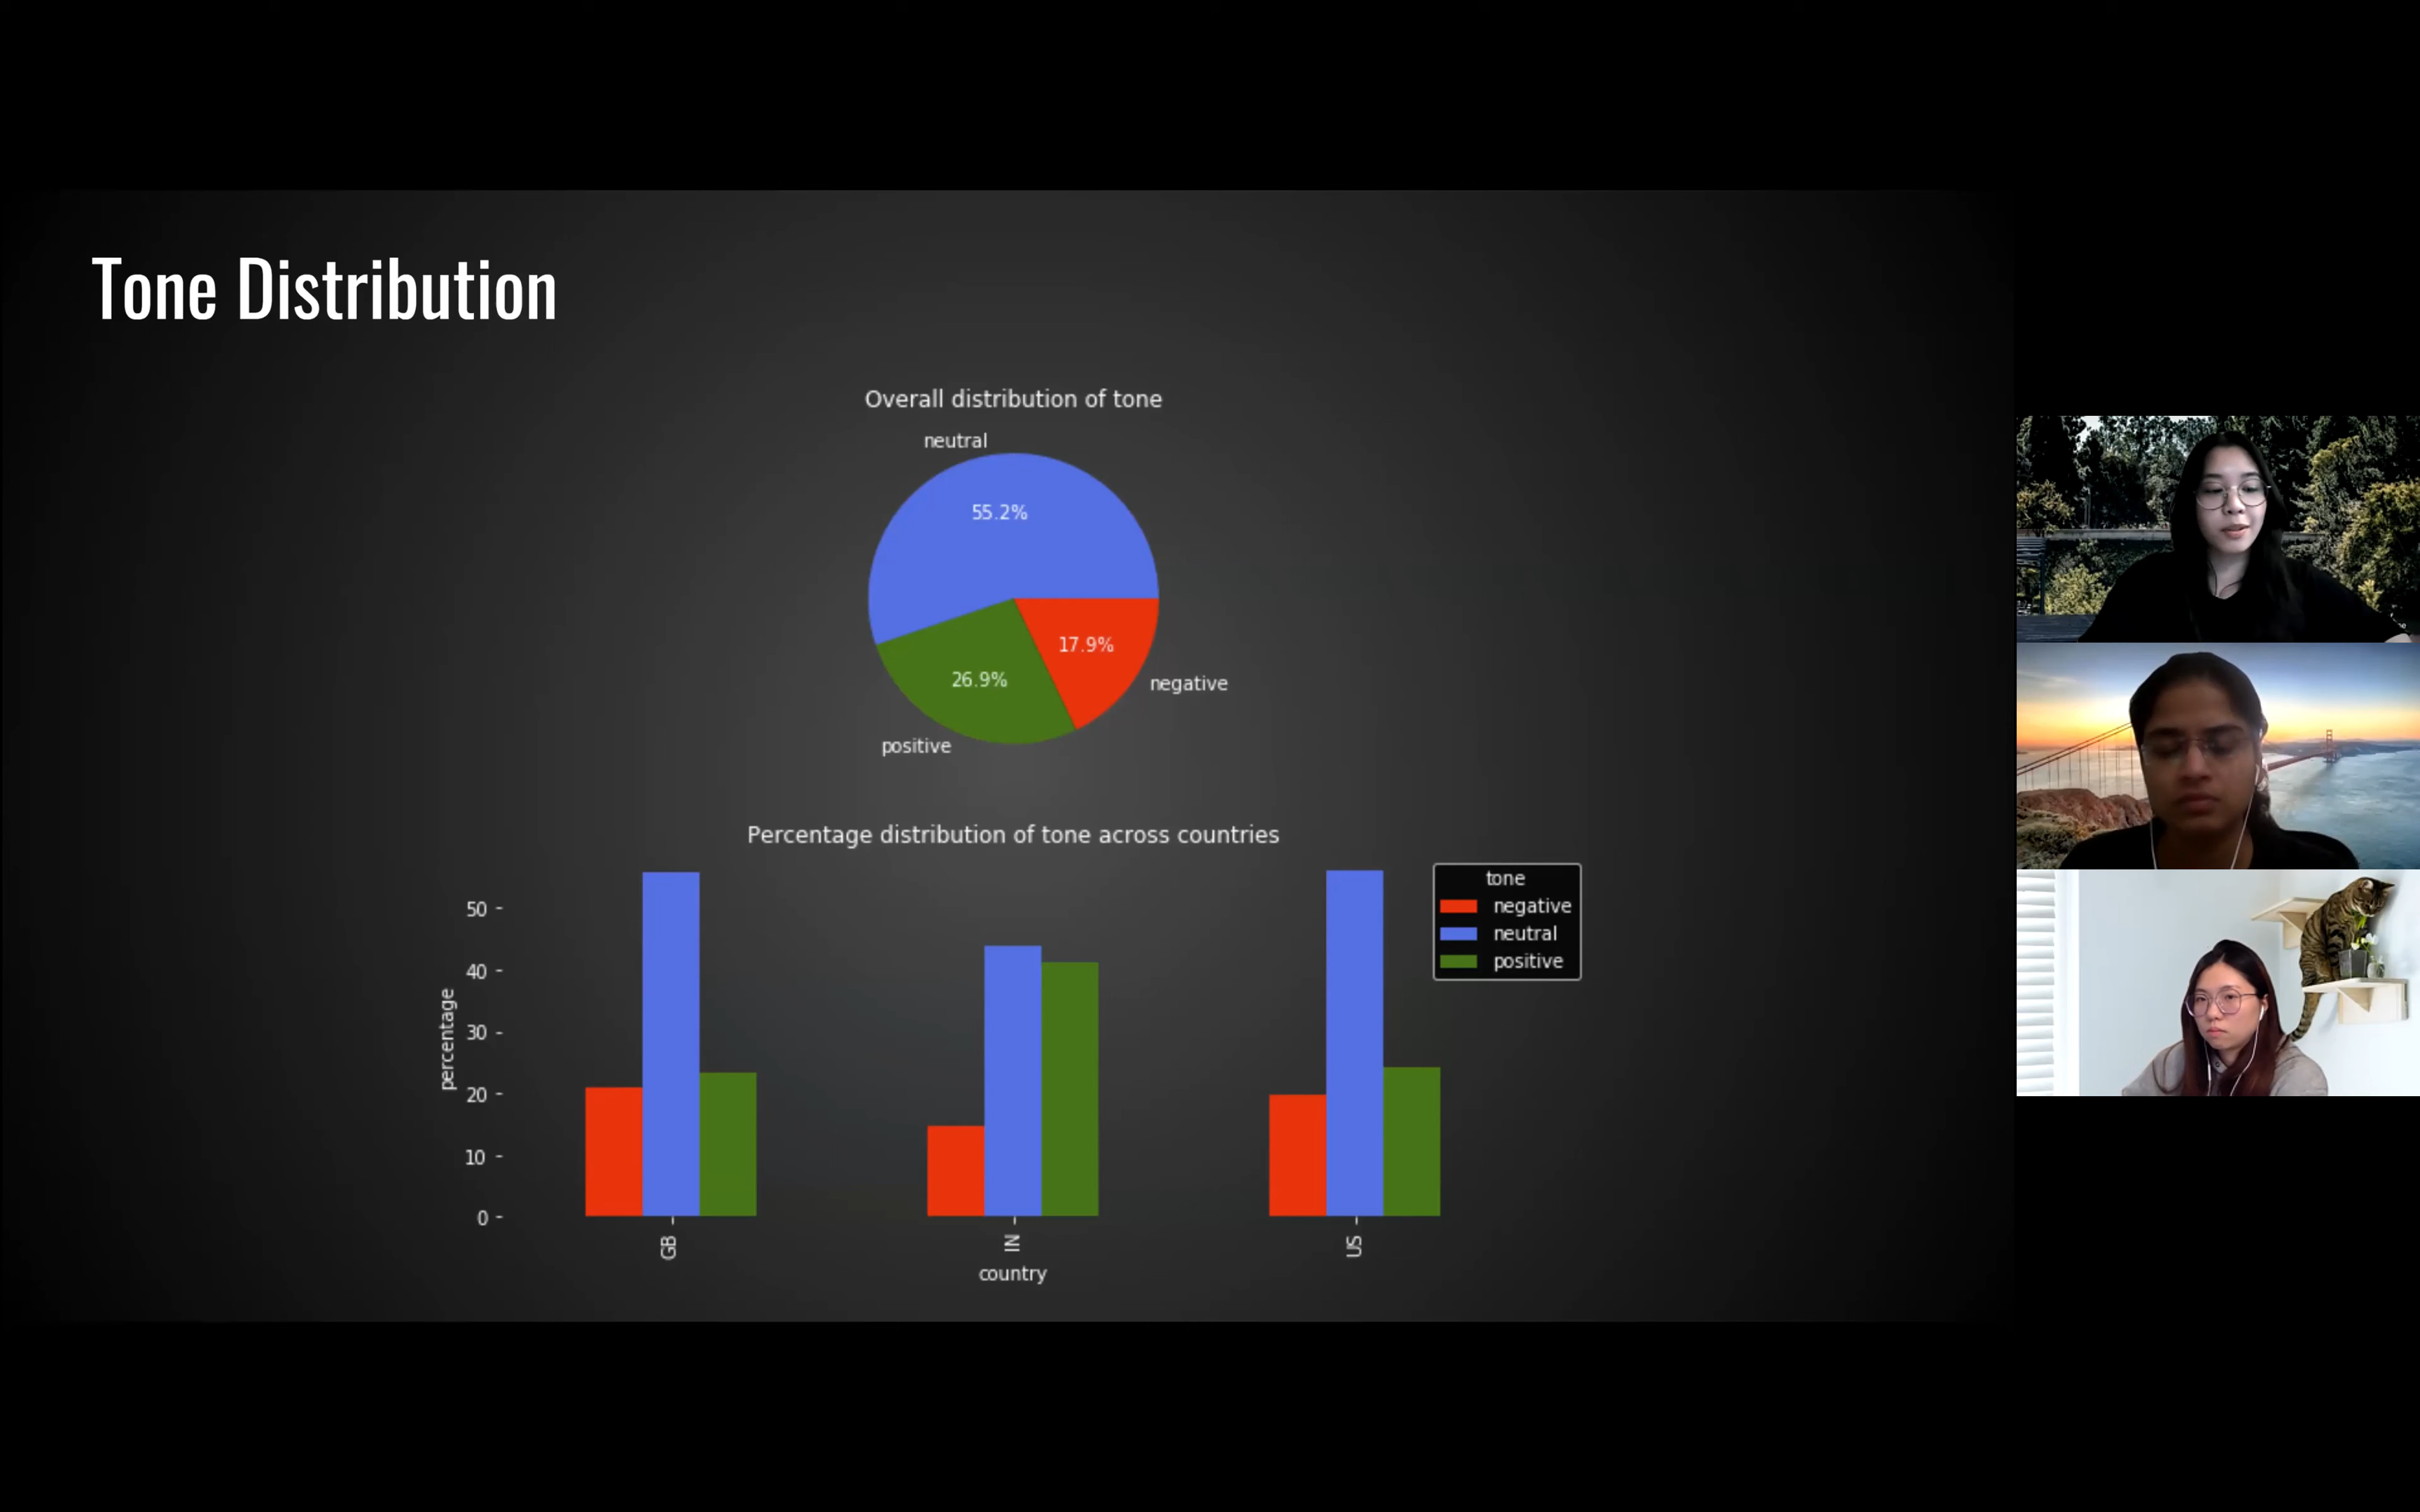 Tone Distribution
Overall distribution of tone
neutral
55.2%
17.9%
26.9%
negative
positive
Percentage distribution of tone across countries
percentage
50
40
30
20
10
0
tone
negative
neutral
positive
GB
IN
US
country